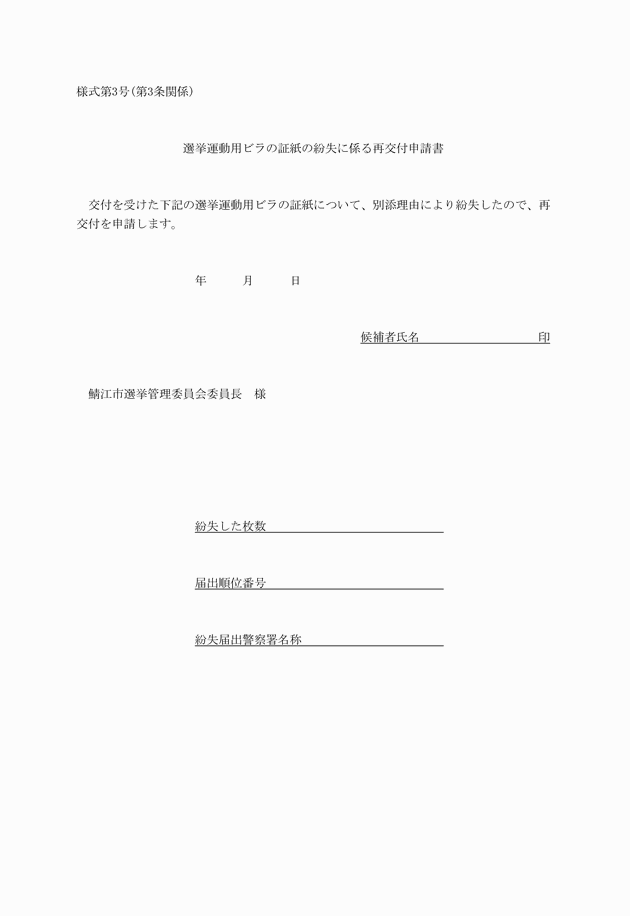 様式第3号(第3条関係)
選挙運動用ビラの証紙の紛失に係る再交付申請書
交付を受けた下記の選挙運動用ビラの証紙について、別添理由により紛失したので、再
交付を申請します。
年　　　月　　　日
候補者氏名　　　　　　　　　　印
鯖江市選挙管理委員会委員長　様
紛失した枚数
届出順位番号
紛失届出警察署名称